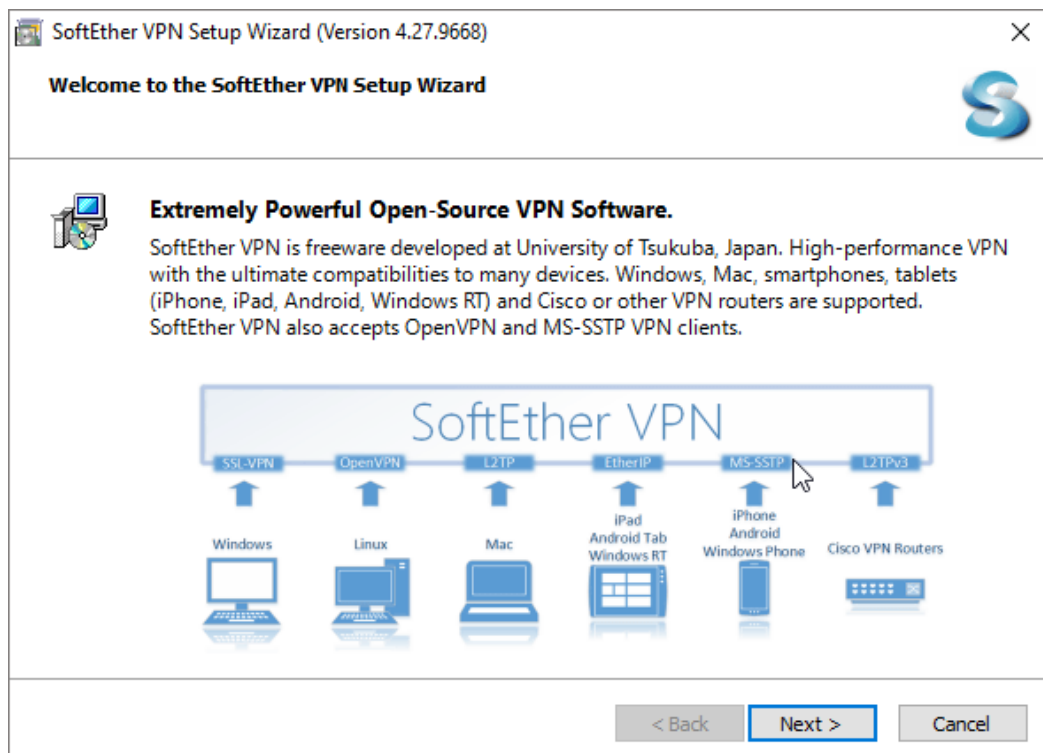 SoftEther VPN Setup Wizard (Version 4.27.9668)
Welcome to the SoftEther VPN Setup Wizard
Extremely Powerful Open-Source VPN Software.
SoftEther VPN is freeware developed at University of Tsukuba, Japan. High-performance VPN
with the ultimate compatibilities to many devices. Windows, Mac, smartphones, tablets
(iPhone, iPad, Android, Windows RT) and Cisco or other VPN routers are supported.
SoftEther VPN also accepts OpenVPN and MS-SSTP VPN clients.
SoftEther VPN
SSL-VPN OpenVPN L2TP EtherIP MS-SSTP L2TPv3
Windows
Linux
Mac
iPad
Android Tab
Windows RT
iPhone
Android
Windows Phone
Cisco VPN Routers
< Back Next > Cancel